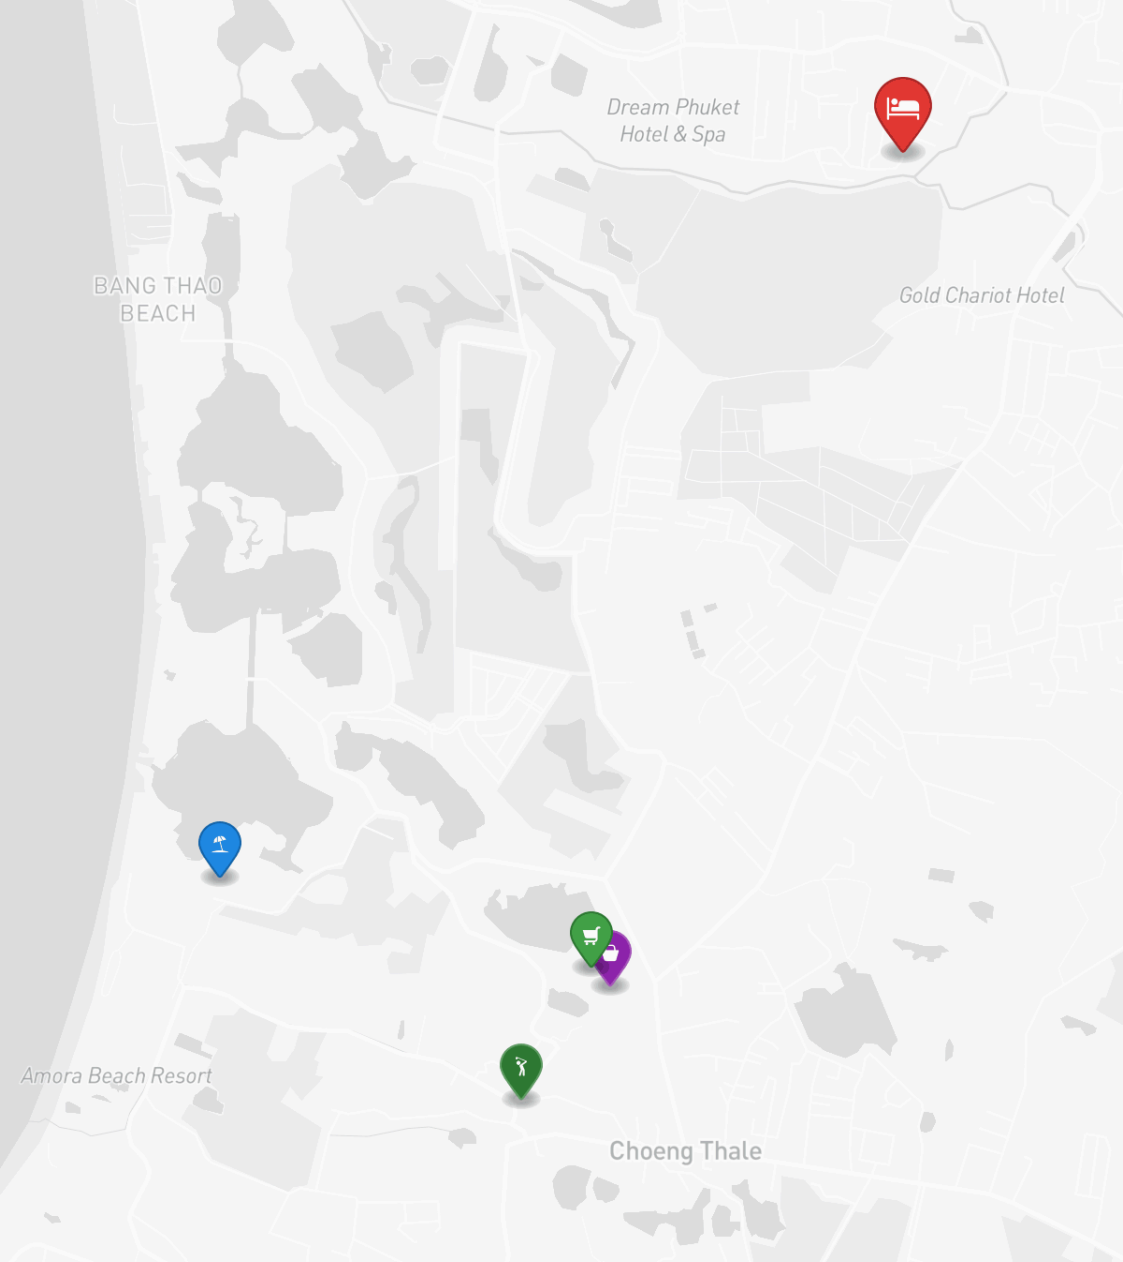 Dream Phuket
Hotel & Spa
BANG THAO
BEACH
Gold Chariot Hotel
Amora Beach Resort
Choeng Thale